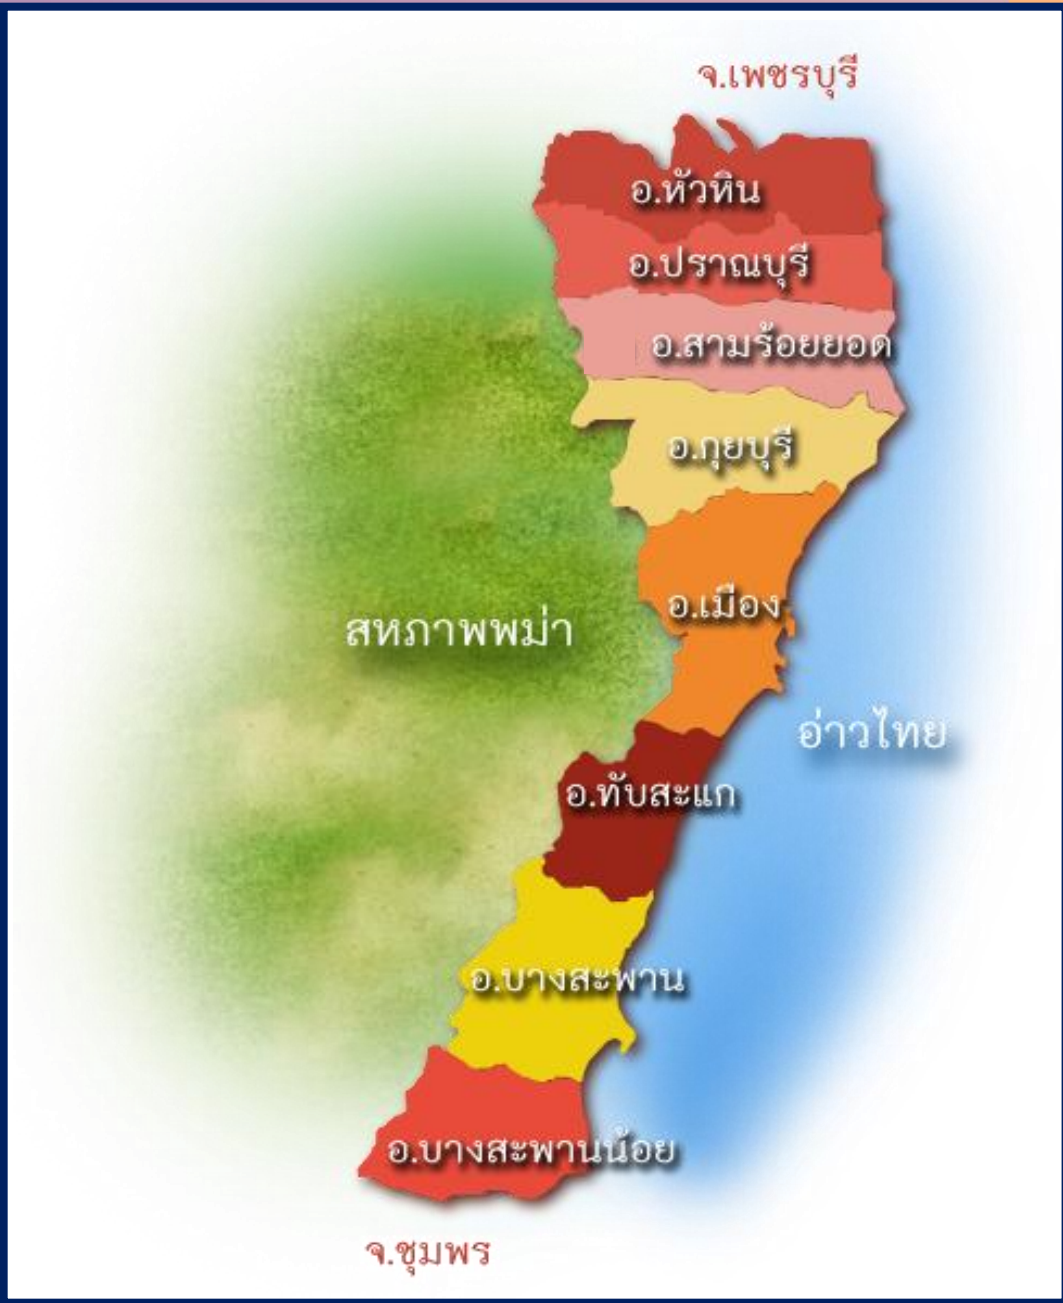 จ.เพชรบุรี
อ.หัวหิน
อ.ปราณบุรี
อ.สามร้อยยอด
อ.กุยบุรี
อ.เมือง
สหภาพพม่า
อ่าวไทย
อ.ทับสะแก
อ.บางสะพาน
อ.บางสะพานน้อย
จ.ชุมพร